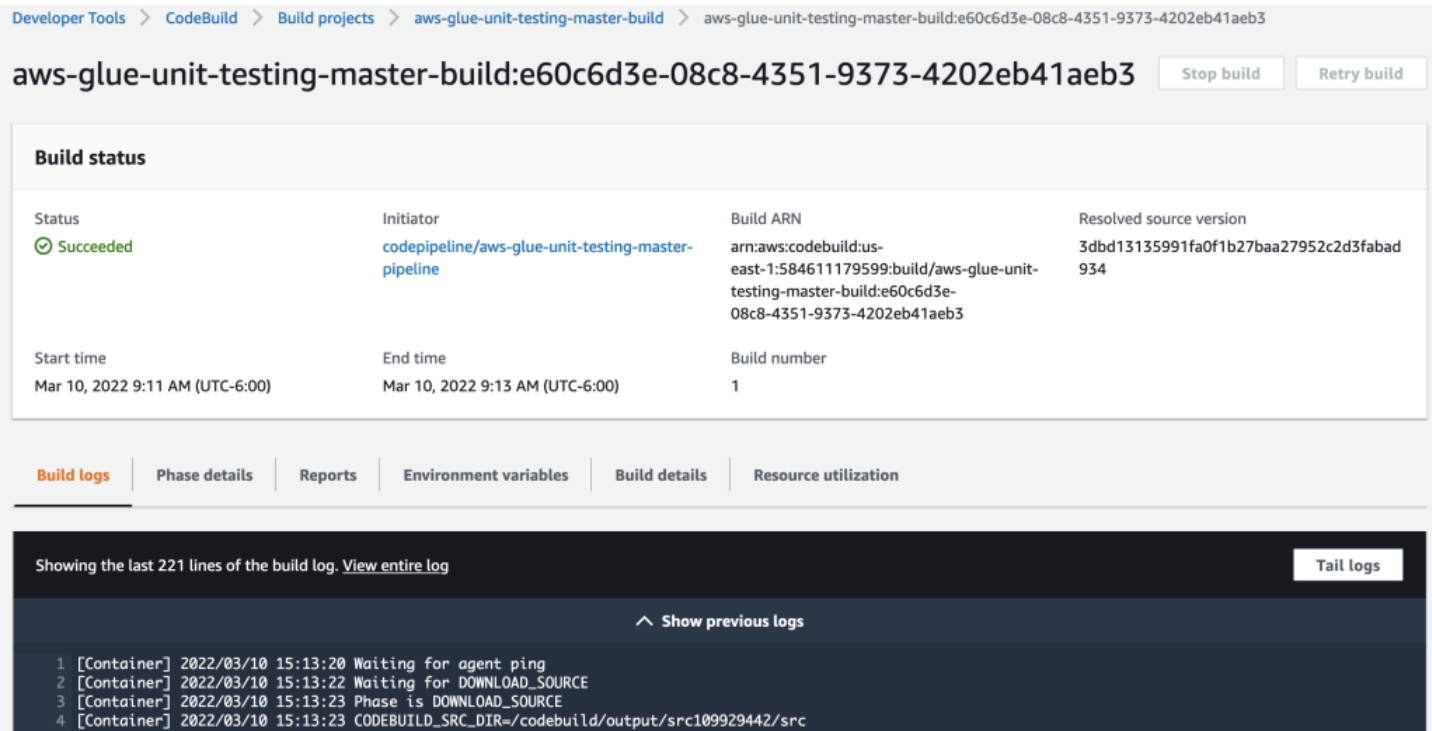 Developer Tools > CodeBuild > Build projects > aws-glue-unit-testing-master-build > aws-glue-unit-testing-master-build:e60c6d3e-08c8-4351-9373-4202eb41aeb3
aws-glue-unit-testing-master-build:e60c6d3e-08c8-4351-9373-4202eb41aeb3 Stop build Retry build
Build status
Status Initiator Build ARN Resolved source version
Succeeded codepipeline/aws-glue-unit-testing-master- arn:aws:codebuild:us- 3dbd13135991fa0f1b27baa27952c2d3fabad
pipeline east-1:584611179599:build/aws-glue-unit- 934
testing-master-build:e60c6d3e-
08c8-4351-9373-4202eb41aeb3
Start time End time Build number
Mar 10, 2022 9:11 AM (UTC-6:00) Mar 10, 2022 9:13 AM (UTC-6:00) 1
Build logs Phase details Reports Environment variables Build details Resource utilization
Showing the last 221 lines of the build log. View entire log Tail logs
Show previous logs
1 [Container] 2022/03/10 15:13:20 Waiting for agent ping
2 [Container] 2022/03/10 15:13:22 Waiting for DOWNLOAD_SOURCE
3 [Container] 2022/03/10 15:13:23 Phase is DOWNLOAD_SOURCE
4 [Container] 2022/03/10 15:13:23 CODEBUILD_SRC_DIR=/codebuild/output/src109929442/src